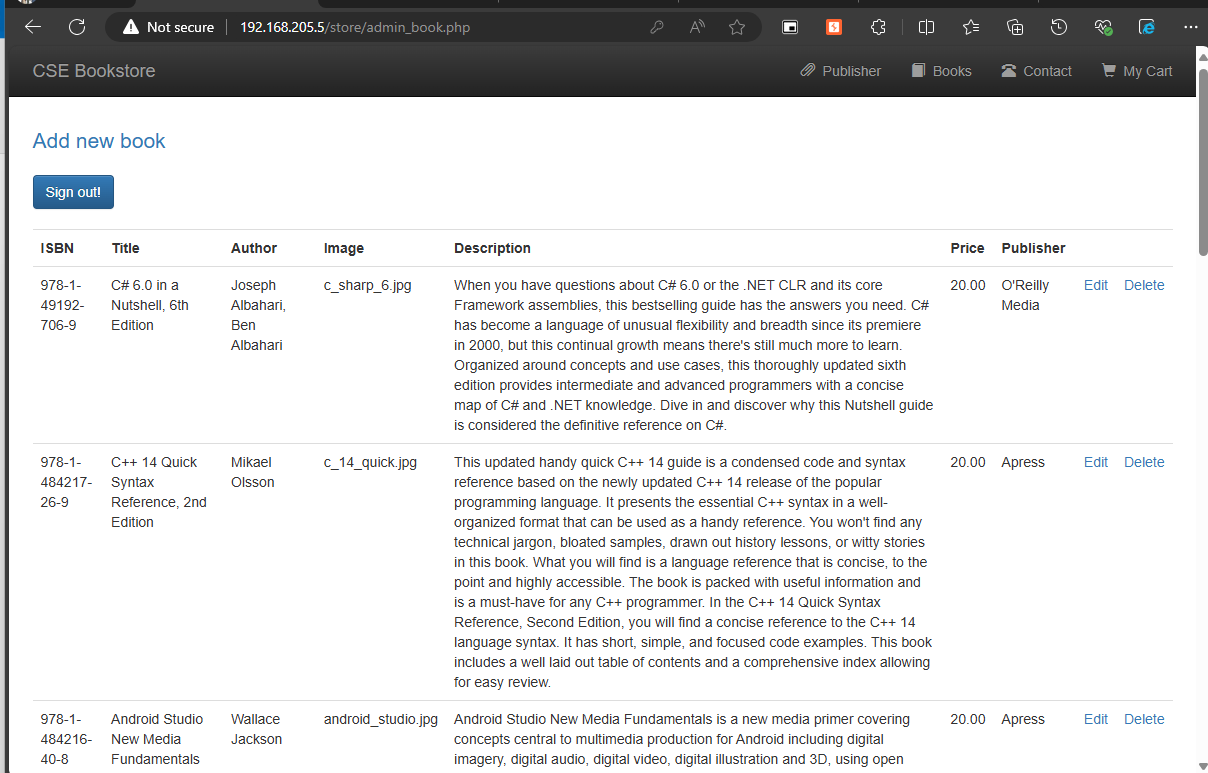 Not secure 192.168.205.5/store/admin_book.php
CSE Bookstore Publisher Books Contact My Cart
Add new book
Sign out!
ISBN Title Author Image Description Price Publisher
978-1-49192-706-9
C# 6.0 in a Nutshell, 6th Edition
Joseph Albahari, Ben Albahari
c_sharp_6.jpg
When you have questions about C# 6.0 or the .NET CLR and its core
Framework assemblies, this bestselling guide has the answers you need. C#
has become a language of unusual flexibility and breadth since its premiere
in 2000, but this continual growth means there's still much more to learn.
Organized around concepts and use cases, this thoroughly updated sixth
edition provides intermediate and advanced programmers with a concise
map of C# and .NET knowledge. Dive in and discover why this Nutshell guide
is considered the definitive reference on C#.
20.00
O'Reilly Media
Edit Delete
978-1-484217-26-9
C++ 14 Quick Syntax Reference, 2nd Edition
Mikael Olsson
c_14_quick.jpg
This updated handy quick C++ 14 guide is a condensed code and syntax
reference based on the newly updated C++ 14 release of the popular
programming language. It presents the essential C++ syntax in a well-
organized format that can be used as a handy reference. You won't find any
technical jargon, bloated samples, drawn out history lessons, or witty stories
in this book. What you will find is a language reference that is concise, to the
point and highly accessible. The book is packed with useful information and
is a must-have for any C++ programmer. In the C++ 14 Quick Syntax
Reference, Second Edition, you will find a concise reference to the C++ 14
language syntax. It has short, simple, and focused code examples. This book
includes a well laid out table of contents and a comprehensive index allowing
for easy review.
20.00
Apress
Edit Delete
978-1-484216-40-8
Android Studio New Media Fundamentals
Wallace Jackson
android_studio.jpg
Android Studio New Media Fundamentals is a new media primer covering
concepts central to multimedia production for Android including digital
imagery, digital audio, digital video, digital illustration and 3D, using open
20.00
Apress
Edit Delete